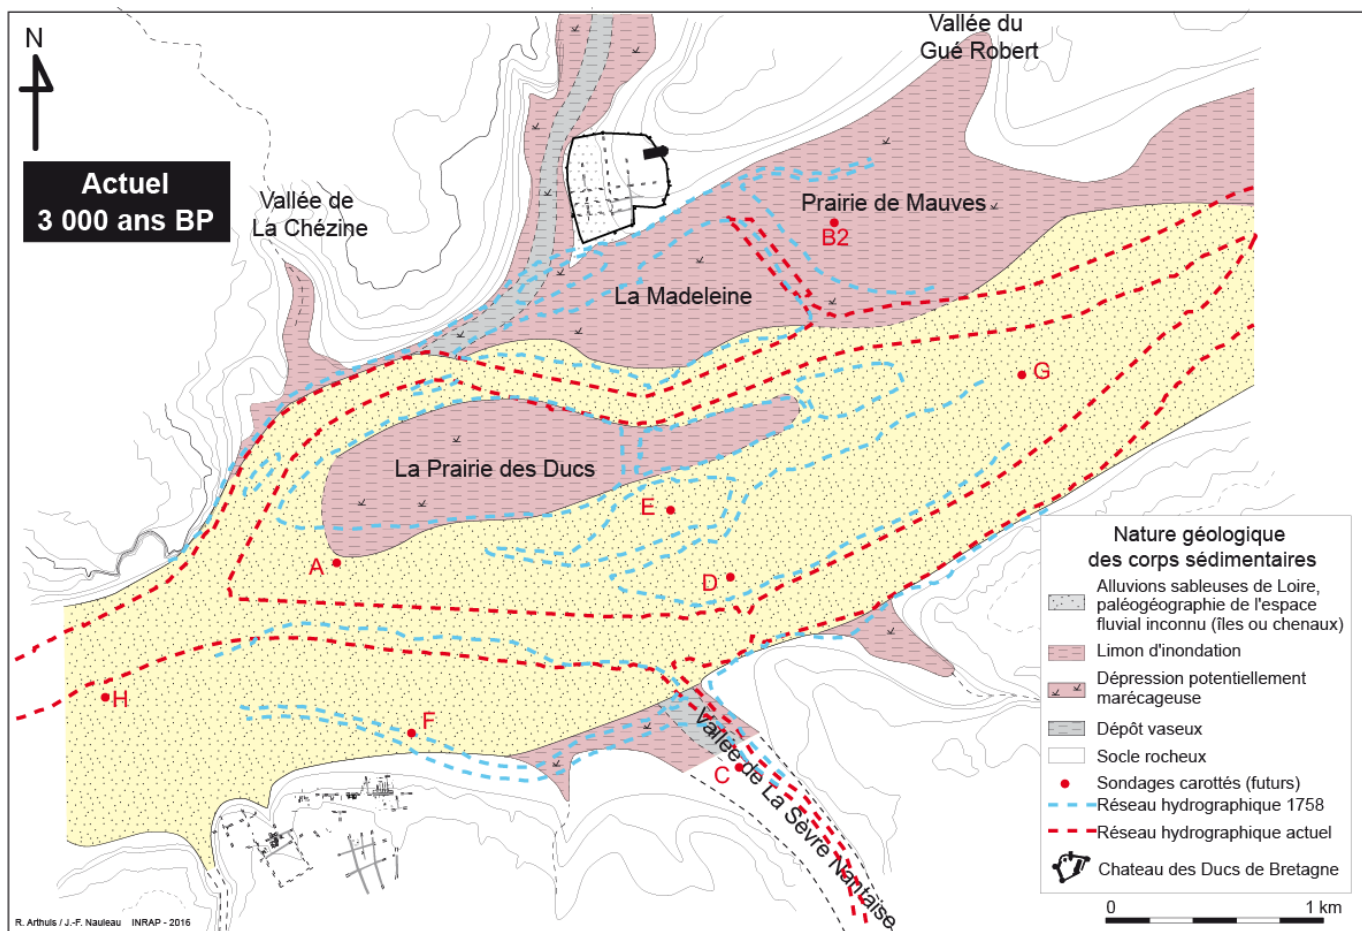 N
Actuel
3 000 ans BP
Vallée de
La Chézine
Vallée du
Gué Robert
Prairie de Mauves
B2
La Madeleine
G
La Prairie des Ducs
E
A
D
H
F
C
Vallée de La Sèvre Nantaise
Nature géologique
des corps sédimentaires
Alluvions sableuses de Loire,
paléogéographie de l'espace
fluvial inconnu (îles ou chenaux)
Limon d'inondation
Dépression potentiellement
marécageuse
Dépôt vaseux
Socle rocheux
Sondages carottés (futurs)
Réseau hydrographique 1758
Réseau hydrographique actuel
Chateau des Ducs de Bretagne
0 1 km
R. Arthuis / J.-F. Nauleau INRAP - 2016